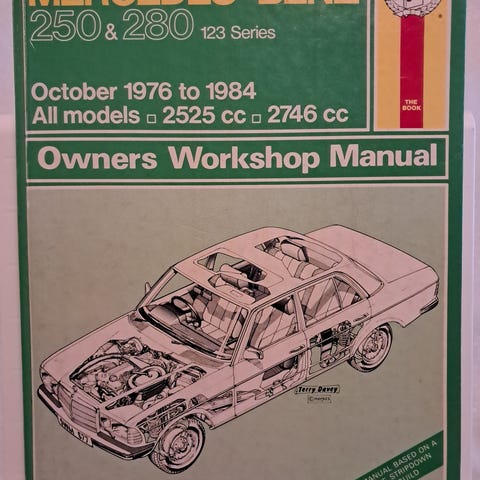 MERCEDES-BENZ
250 & 280 123 Series
October 1976 to 1984
All models □ 2525 cc □ 2746 cc
THE
BOOK
Owners Workshop Manual
Terry Davey
MANUAL BASED ON A
STRIPDOWN